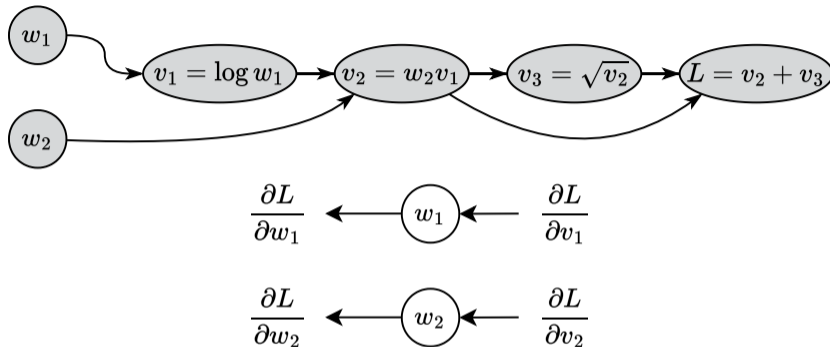 w₁
v₁ = log w₁ v₂ = w₂v₁ v₃ = √v₂ L = v₂ + v₃
w₂
∂L/∂w₁ w₁ ∂L/∂v₁
∂L/∂w₂ w₂ ∂L/∂v₂